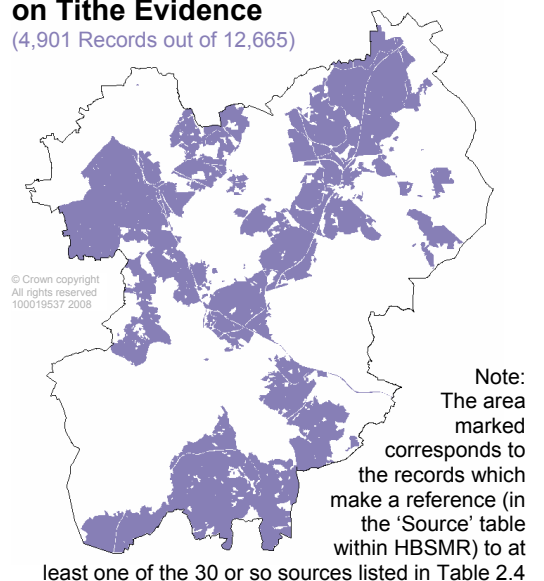 on Tithe Evidence
(4,901 Records out of 12,665)
© Crown copyright
All rights reserved
100019537 2008
Note:
The area
marked
corresponds to
the records which
make a reference (in
the ‘Source’ table
within HBSMR) to at
least one of the 30 or so sources listed in Table 2.4